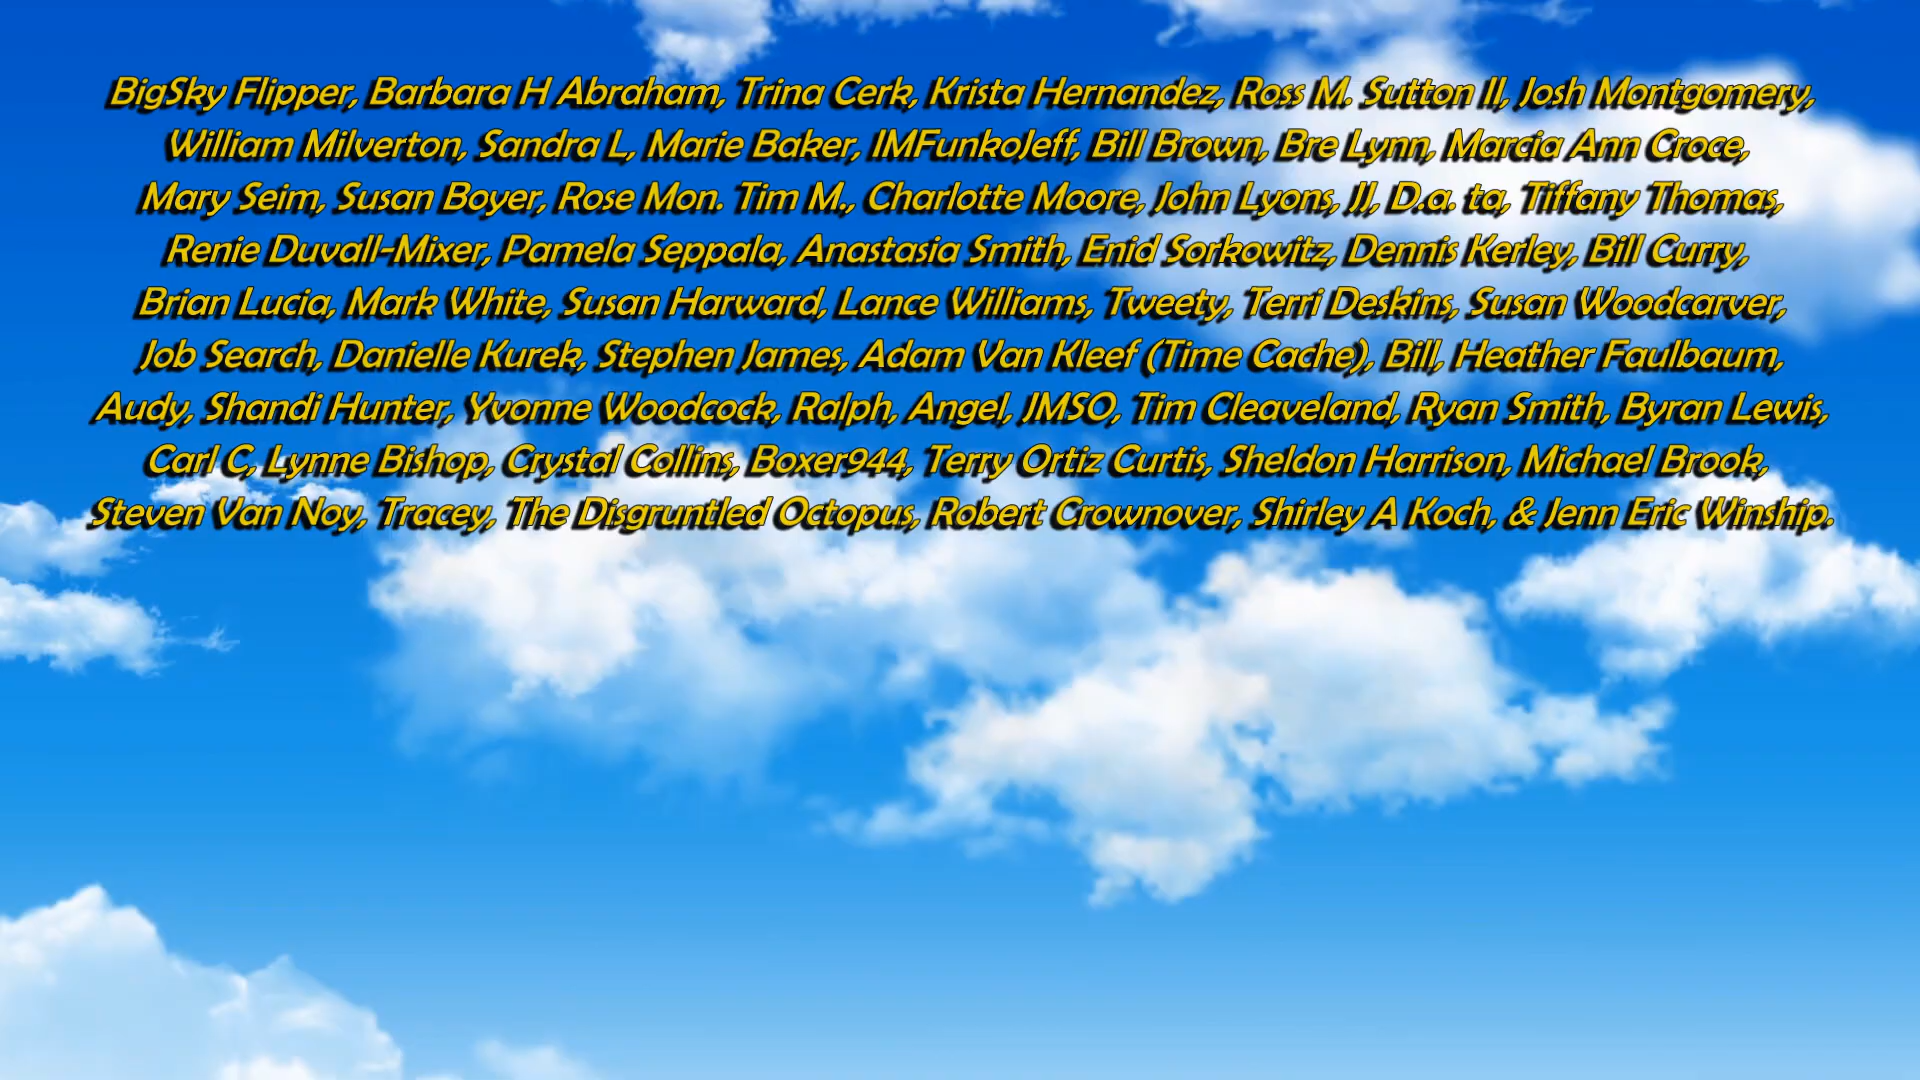 BigSky Flipper, Barbara H Abraham, Trina Cerk, Krista Hernandez, Ross M. Sutton II, Josh Montgomery,
William Milverton, Sandra L, Marie Baker, IMFunkoJeff, Bill Brown, Bre Lynn, Marcia Ann Croce,
Mary Seim, Susan Boyer, Rose Mon. Tim M., Charlotte Moore, John Lyons, JJ, D.a. ta, Tiffany Thomas,
Renie Duvall-Mixer, Pamela Seppala, Anastasia Smith, Enid Sorkowitz, Dennis Kerley, Bill Curry,
Brian Lucia, Mark White, Susan Harward, Lance Williams, Tweety, Terri Deskins, Susan Woodcarver,
Job Search, Danielle Kurek, Stephen James, Adam Van Kleef (Time Cache), Bill, Heather Faulbaum,
Audy, Shandi Hunter, Yvonne Woodcock, Ralph, Angel, JMSO, Tim Cleaveland, Ryan Smith, Byran Lewis,
Carl C, Lynne Bishop, Crystal Collins, Boxer944, Terry Ortiz Curtis, Sheldon Harrison, Michael Brook,
Steven Van Noy, Tracey, The Disgruntled Octopus, Robert Crownover, Shirley A Koch, & Jenn Eric Winship.